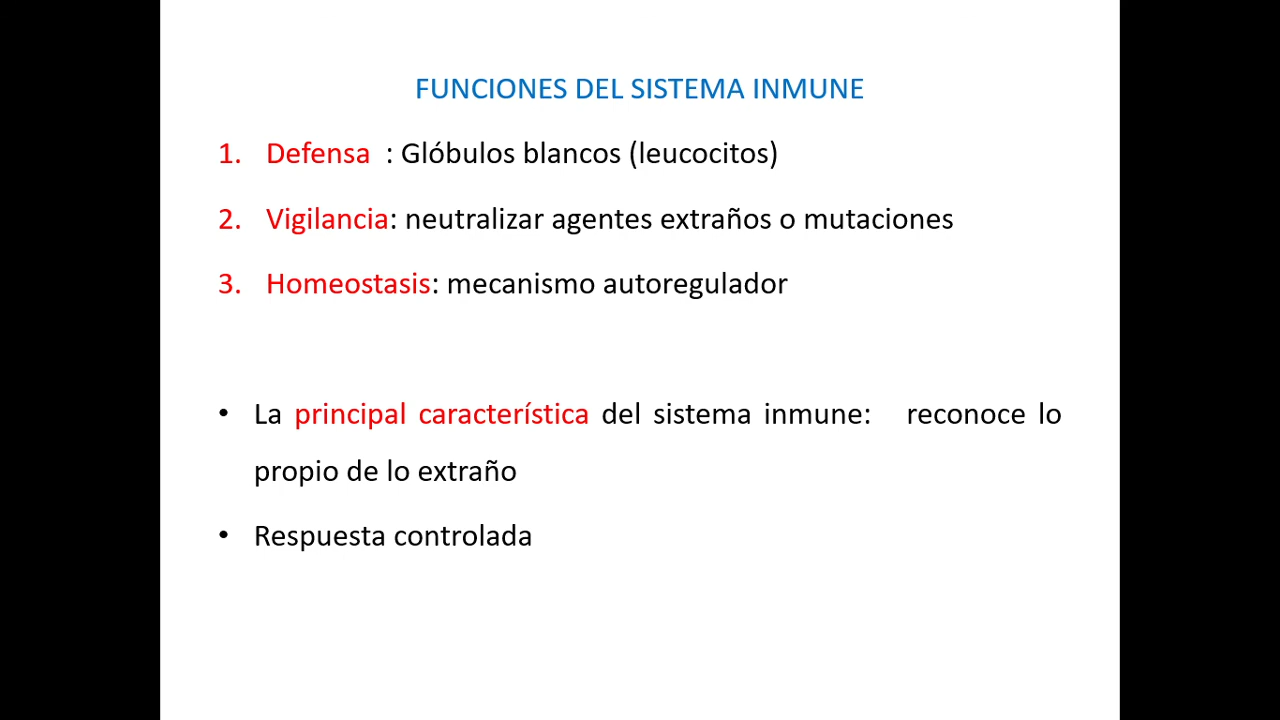 FUNCIONES DEL SISTEMA INMUNE
1. Defensa : Glóbulos blancos (leucocitos)
2. Vigilancia: neutralizar agentes extraños o mutaciones
3. Homeostasis: mecanismo autoregulador
• La principal característica del sistema inmune: reconoce lo
propio de lo extraño
• Respuesta controlada